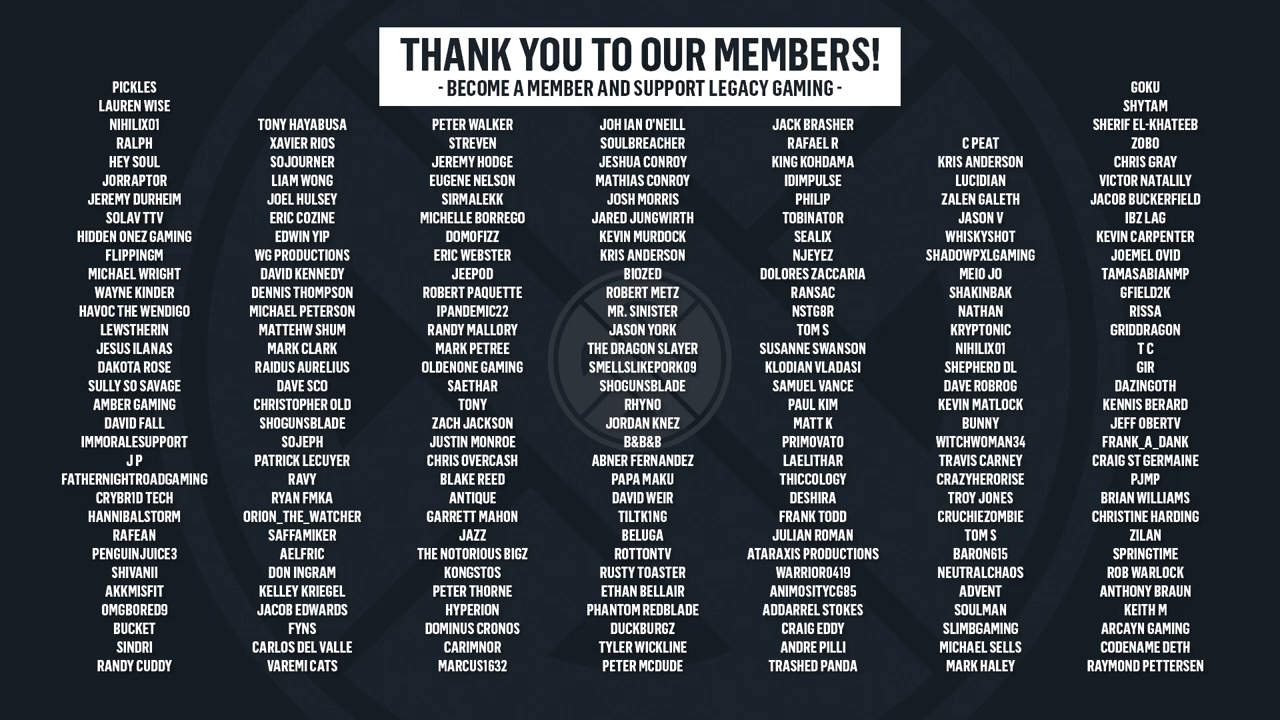 THANK YOU TO OUR MEMBERS!
- BECOME A MEMBER AND SUPPORT LEGACY GAMING -
PICKLES
LAUREN WISE
NIHILIX01
RALPH
HEY SOUL
JORRAPTOR
JEREMY DURHEIM
SOLAV TTV
HIDDEN ONEZ GAMING
FLIPPINGM
MICHAEL WRIGHT
WAYNE KINDER
HAVOC THE WENDIGO
LEWSTHERIN
JESUS ILANAS
DAKOTA ROSE
SULLY SO SAVAGE
AMBER GAMING
DAVID FALL
IMMORALESUPPORT
J P
FATHERNIGHTROADGAMING
CRYBR1D TECH
HANNIBALSTORM
RAFEAN
PENGUINJUICE3
SHIVANII
AKKMISFIT
OMGBORED9
BUCKET
SINDRI
RANDY CUDDY
TONY HAYABUSA
XAVIER RIOS
SOJOURNER
LIAM WONG
JOEL HULSEY
ERIC COZINE
EDWIN YIP
WG PRODUCTIONS
DAVID KENNEDY
DENNIS THOMPSON
MICHAEL PETERSON
MATTEHW SHUM
MARK CLARK
RAIDUS AURELIUS
DAVE SCO
CHRISTOPHER OLD
SHOGUNSBLADE
SOJEPH
PATRICK LECUYER
RAVY
RYAN FMKA
ORION_THE_WATCHER
SAFFAMIKER
AELFRIC
DON INGRAM
KELLEY KRIEGEL
JACOB EDWARDS
FYNS
CARLOS DEL VALLE
VAREMI CATS
PETER WALKER
STREVEN
JEREMY HODGE
EUGENE NELSON
SIRMALEKK
MICHELLE BORREGO
DOMOFIZZ
ERIC WEBSTER
JEEPOD
ROBERT PAQUETTE
IPANDEMIC22
RANDY MALLORY
MARK PETREE
OLDENONE GAMING
SAETHAR
TONY
ZACH JACKSON
JUSTIN MONROE
CHRIS OVERCASH
BLAKE REED
ANTIQUE
GARRETT MAHON
JAZZ
THE NOTORIOUS BIGZ
KONGSTOS
PETER THORNE
HYPERION
DOMINUS CRONOS
CARIMNOR
MARCUS1632
JOH IAN O'NEILL
SOULBREACHER
JESHUA CONROY
MATHIAS CONROY
JOSH MORRIS
JARED JUNGWIRTH
KEVIN MURDOCK
KRIS ANDERSON
BIOZED
ROBERT METZ
MR. SINISTER
JASON YORK
THE DRAGON SLAYER
SMELLSLIKEPORK09
SHOGUNSBLADE
RHYNO
JORDAN KNEZ
B&B&B
ABNER FERNANDEZ
PAPA MAKU
DAVID WEIR
TILTK1NG
BELUGA
ROTTONTV
RUSTY TOASTER
ETHAN BELLAIR
PHANTOM REDBLADE
DUCKBURGZ
TYLER WICKLINE
PETER MCDUDE
JACK BRASHER
RAFAEL R
KING KOHDAMA
IDIMPULSE
PHILIP
TOBINATOR
SEALIX
NJEYEZ
DOLORES ZACCARIA
RANSAC
NSTG8R
TOM S
SUSANNE SWANSON
KLODIAN VLADASI
SAMUEL VANCE
PAUL KIM
MATT K
PRIMOVATO
LAELITHAR
THICCOLOGY
DESHIRA
FRANK TODD
JULIAN ROMAN
ATARAXIS PRODUCTIONS
WARRIOR0419
ANIMOSITYCG85
ADDARREL STOKES
CRAIG EDDY
ANDRE PILLI
TRASHED PANDA
C PEAT
KRIS ANDERSON
LUCIDIAN
ZALEN GALETH
JASON V
WHISKYSHOT
SHADOWPXLGAMING
MEIO JO
SHAKINBAK
NATHAN
KRYPTONIC
NIHILIX01
SHEPHERD DL
DAVE ROBROG
KEVIN MATLOCK
BUNNY
WITCHWOMAN34
TRAVIS CARNEY
CRAZYHERORISE
TROY JONES
CRUCHIEZOMBIE
TOM S
BARON615
NEUTRALCHAOS
ADVENT
SOULMAN
SLIMBGAMING
MICHAEL SELLS
MARK HALEY
GOKU
SHYTAM
SHERIF EL-KHATEEB
ZOBO
CHRIS GRAY
VICTOR NATALILY
JACOB BUCKERFIELD
IBZ LAG
KEVIN CARPENTER
JOEMEL OVID
TAMASABIANMP
GFIELD2K
RISSA
GRIDDRAGON
T C
GIR
DAZINGOTH
KENNIS BERARD
JEFF OBERTV
FRANK_A_DANK
CRAIG ST GERMAINE
PJMP
BRIAN WILLIAMS
CHRISTINE HARDING
ZILAN
SPRINGTIME
ROB WARLOCK
ANTHONY BRAUN
KEITH M
ARCAYN GAMING
CODENAME DETH
RAYMOND PETTERSEN